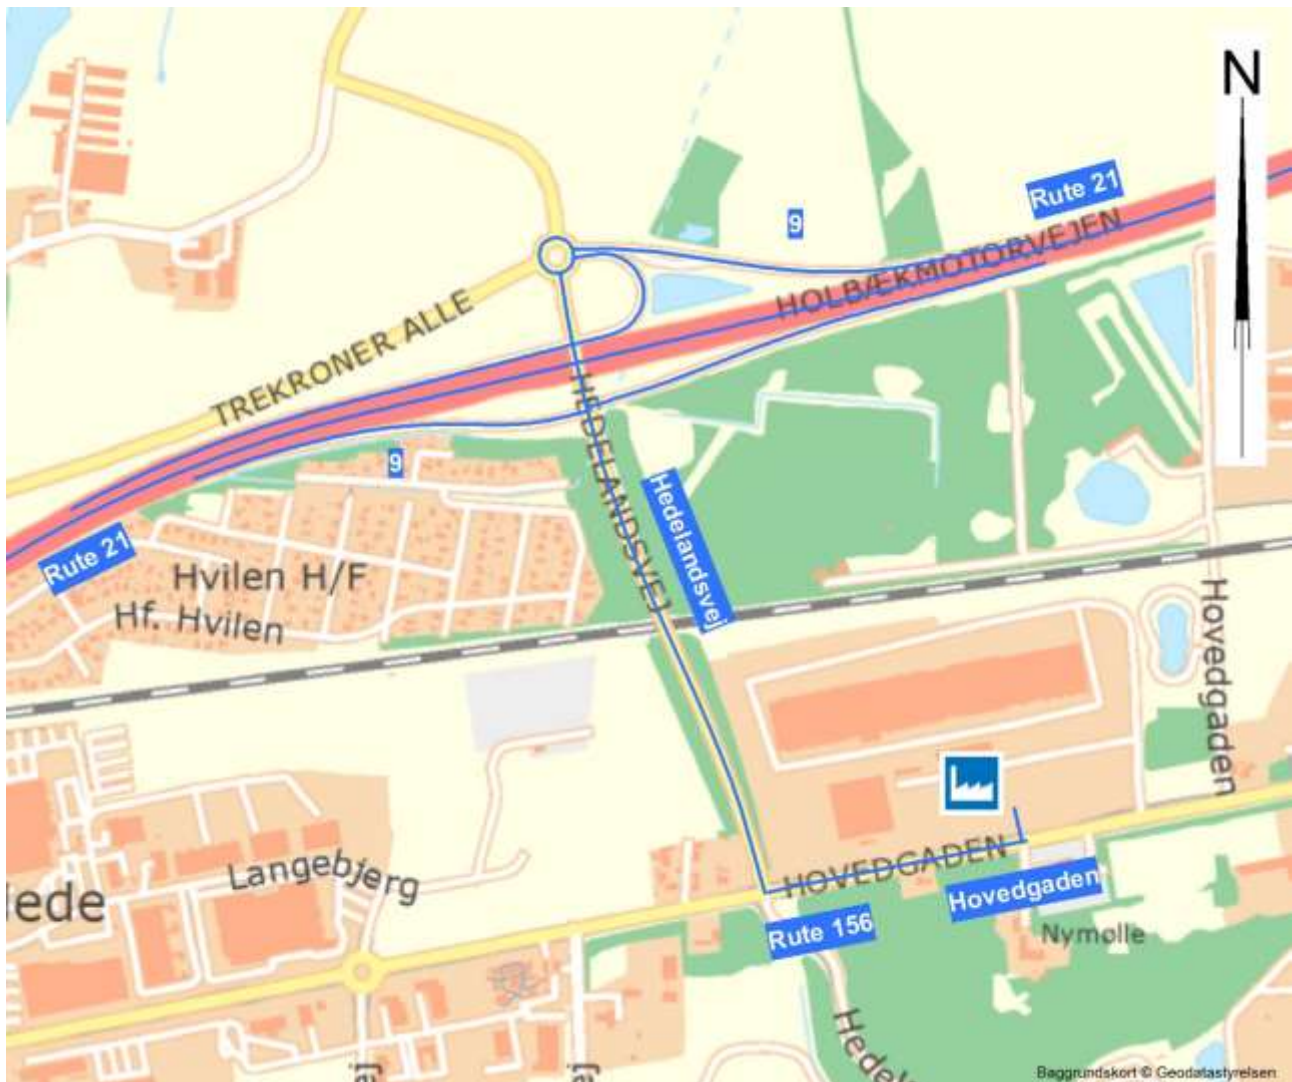 N
Rute 21
9
HOLBÆKMOTORVEJEN
TREKRONER ALLE
HEDELANDSVEJ
9
Hedelandsvej
Rute 21
Hvilen H/F
Hf. Hvilen
Hovedgaden
HOVEDGADEN
Langebjerg
Hovedgaden
lede
Rute 156
Nymølle
Baggrundskort © Geodatastyrelsen